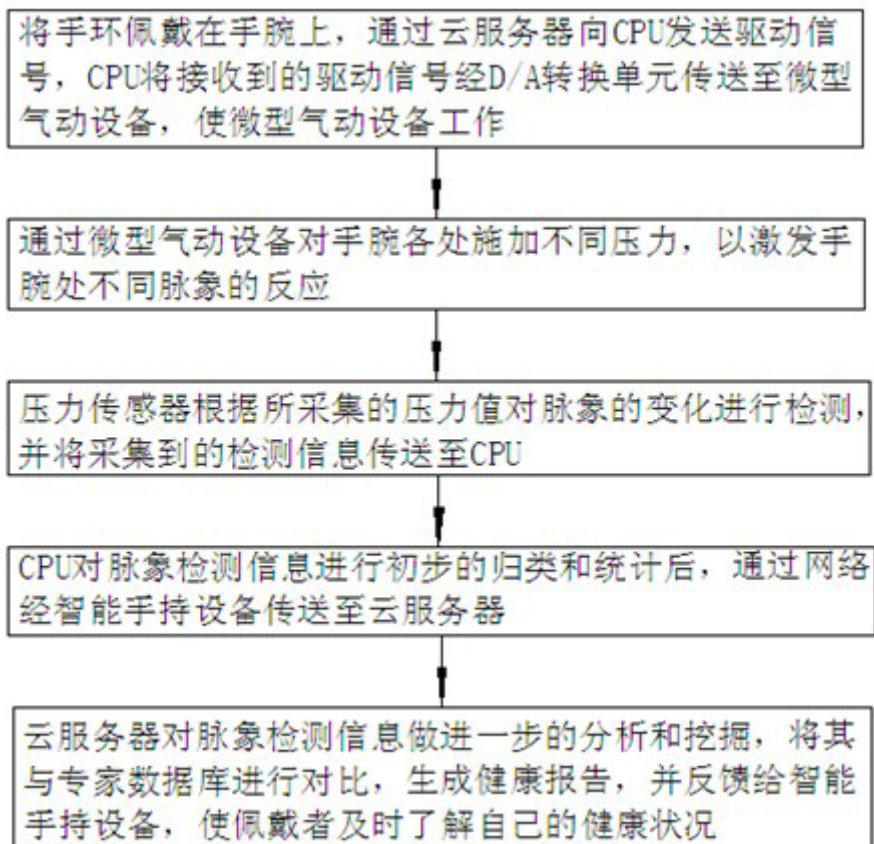 将手环佩戴在手腕上，通过云服务器向CPU发送驱动信
号，CPU将接收到的驱动信号经D/A转换单元传送至微型
气动设备，使微型气动设备工作
通过微型气动设备对手腕各处施加不同压力，以激发手
腕处不同脉象的反应
压力传感器根据所采集的压力值对脉象的变化进行检测，
并将采集到的检测信息传送至CPU
CPU对脉象检测信息进行初步的归类和统计后，通过网络
经智能手持设备传送至云服务器
云服务器对脉象检测信息做进一步的分析和挖掘，将其
与专家数据库进行对比，生成健康报告，并反馈给智能
手持设备，使佩戴者及时了解自己的健康状况